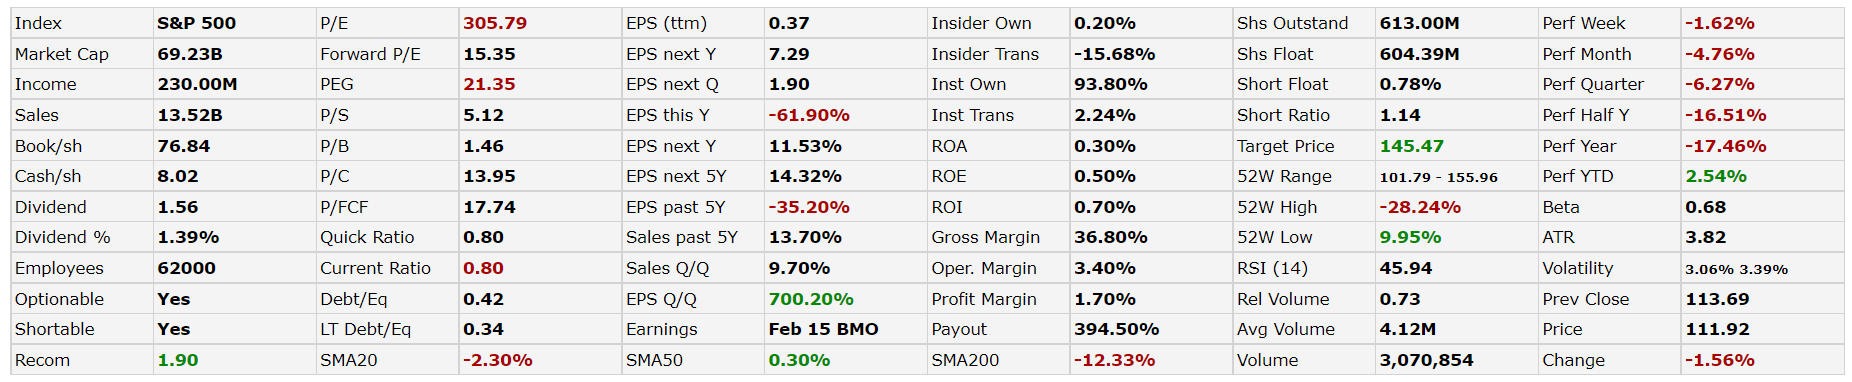 Index S&P 500 P/E 305.79 EPS (ttm) 0.37 Insider Own 0.20% Shs Outstand 613.00M Perf Week -1.62%
Market Cap 69.23B Forward P/E 15.35 EPS next Y 7.29 Insider Trans -15.68% Shs Float 604.39M Perf Month -4.76%
Income 230.00M PEG 21.35 EPS next Q 1.90 Inst Own 93.80% Short Float 0.78% Perf Quarter -6.27%
Sales 13.52B P/S 5.12 EPS this Y -61.90% Inst Trans 2.24% Short Ratio 1.14 Perf Half Y -16.51%
Book/sh 76.84 P/B 1.46 EPS next Y 11.53% ROA 0.30% Target Price 145.47 Perf Year -17.46%
Cash/sh 8.02 P/C 13.95 EPS next 5Y 14.32% ROE 0.50% 52W Range 101.79 - 155.96 Perf YTD 2.54%
Dividend 1.56 P/FCF 17.74 EPS past 5Y -35.20% ROI 0.70% 52W High -28.24% Beta 0.68
Dividend % 1.39% Quick Ratio 0.80 Sales past 5Y 13.70% Gross Margin 36.80% 52W Low 9.95% ATR 3.82
Employees 62000 Current Ratio 0.80 Sales Q/Q 9.70% Oper. Margin 3.40% RSI (14) 45.94 Volatility 3.06% 3.39%
Optionable Yes Debt/Eq 0.42 EPS Q/Q 700.20% Profit Margin 1.70% Rel Volume 0.73 Prev Close 113.69
Shortable Yes LT Debt/Eq 0.34 Earnings Feb 15 BMO Payout 394.50% Avg Volume 4.12M Price 111.92
Recom 1.90 SMA20 -2.30% SMA50 0.30% SMA200 -12.33% Volume 3,070,854 Change -1.56%